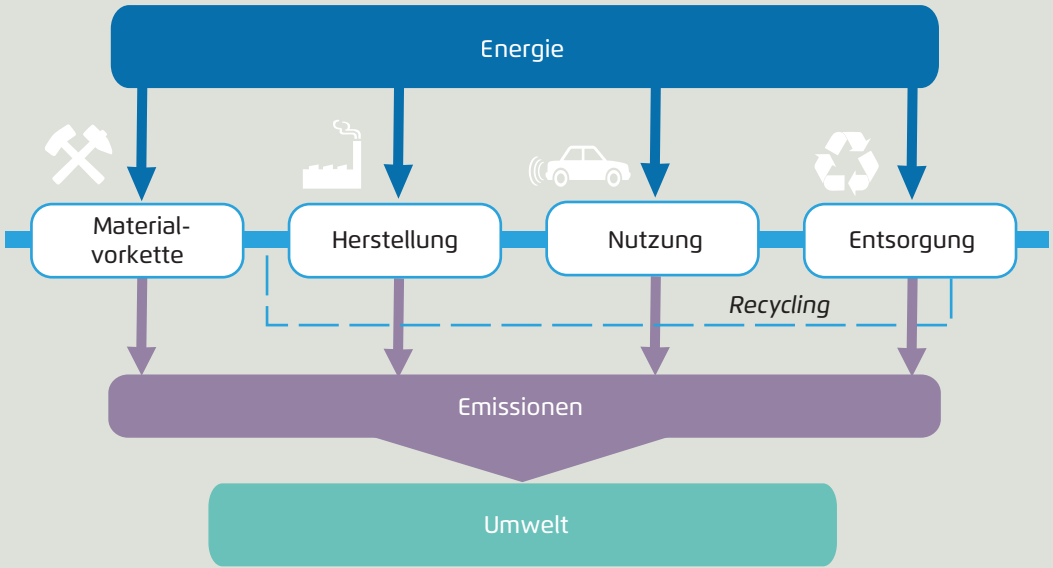 Energie
Material-
vorkette
Herstellung
Nutzung
Entsorgung
Recycling
Emissionen
Umwelt